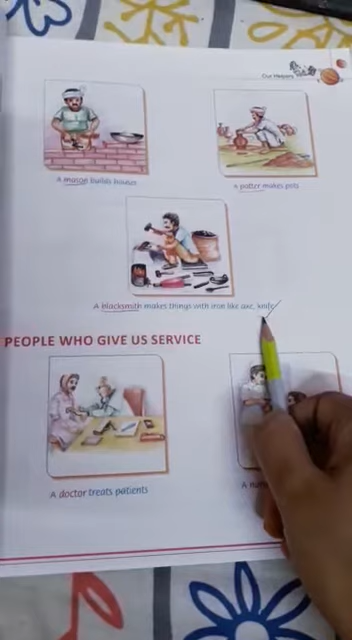 Our Helpers
A mason builds houses
A potter makes pots
A blacksmith makes things with iron like axe, knife
PEOPLE WHO GIVE US SERVICE
A doctor treats patients
A